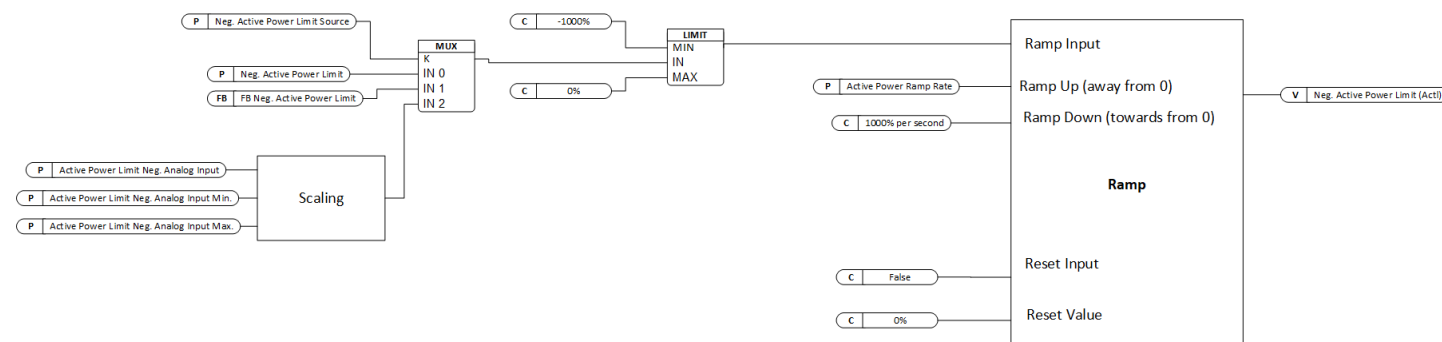 P Neg. Active Power Limit Source
C -1000%
LIMIT
MIN
IN
MAX
MUX
K
IN 0
IN 1
IN 2
P Neg. Active Power Limit
FB FB Neg. Active Power Limit
C 0%
Ramp Input
P Active Power Ramp Rate
Ramp Up (away from 0)
C 1000% per second
Ramp Down (towards from 0)
V Neg. Active Power Limit (Actl)
P Active Power Limit Neg. Analog Input
P Active Power Limit Neg. Analog Input Min.
P Active Power Limit Neg. Analog Input Max.
Scaling
Ramp
Reset Input
C False
Reset Value
C 0%